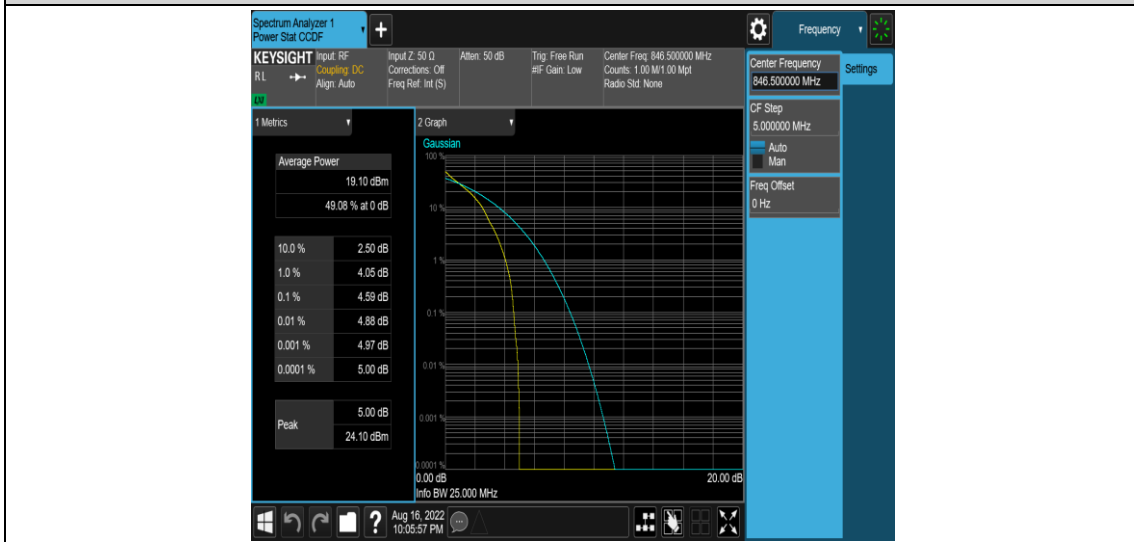 Spectrum Analyzer 1
Power Stat CCDF
+
Frequency
KEYSIGHT
RL
LXI
Input: RF
Coupling: DC
Align: Auto
Input Z: 50 Ω
Corrections: Off
Freq Ref: Int (S)
Atten: 50 dB
Trig: Free Run
#IF Gain: Low
Center Freq: 846.500000 MHz
Counts: 1.00 M/1.00 Mpt
Radio Std: None
Center Frequency
846.500000 MHz
Settings
CF Step
5.000000 MHz
Auto
Man
Freq Offset
0 Hz
1 Metrics
Average Power
19.10 dBm
49.08 % at 0 dB
10.0 % 2.50 dB
1.0 % 4.05 dB
0.1 % 4.59 dB
0.01 % 4.88 dB
0.001 % 4.97 dB
0.0001 % 5.00 dB
Peak 5.00 dB
24.10 dBm
2 Graph
Gaussian
100 %
10 %
1 %
0.1 %
0.01 %
0.001 %
0.0001 %
0.00 dB 20.00 dB
Info BW 25.000 MHz
?
Aug 16, 2022
10:05:57 PM